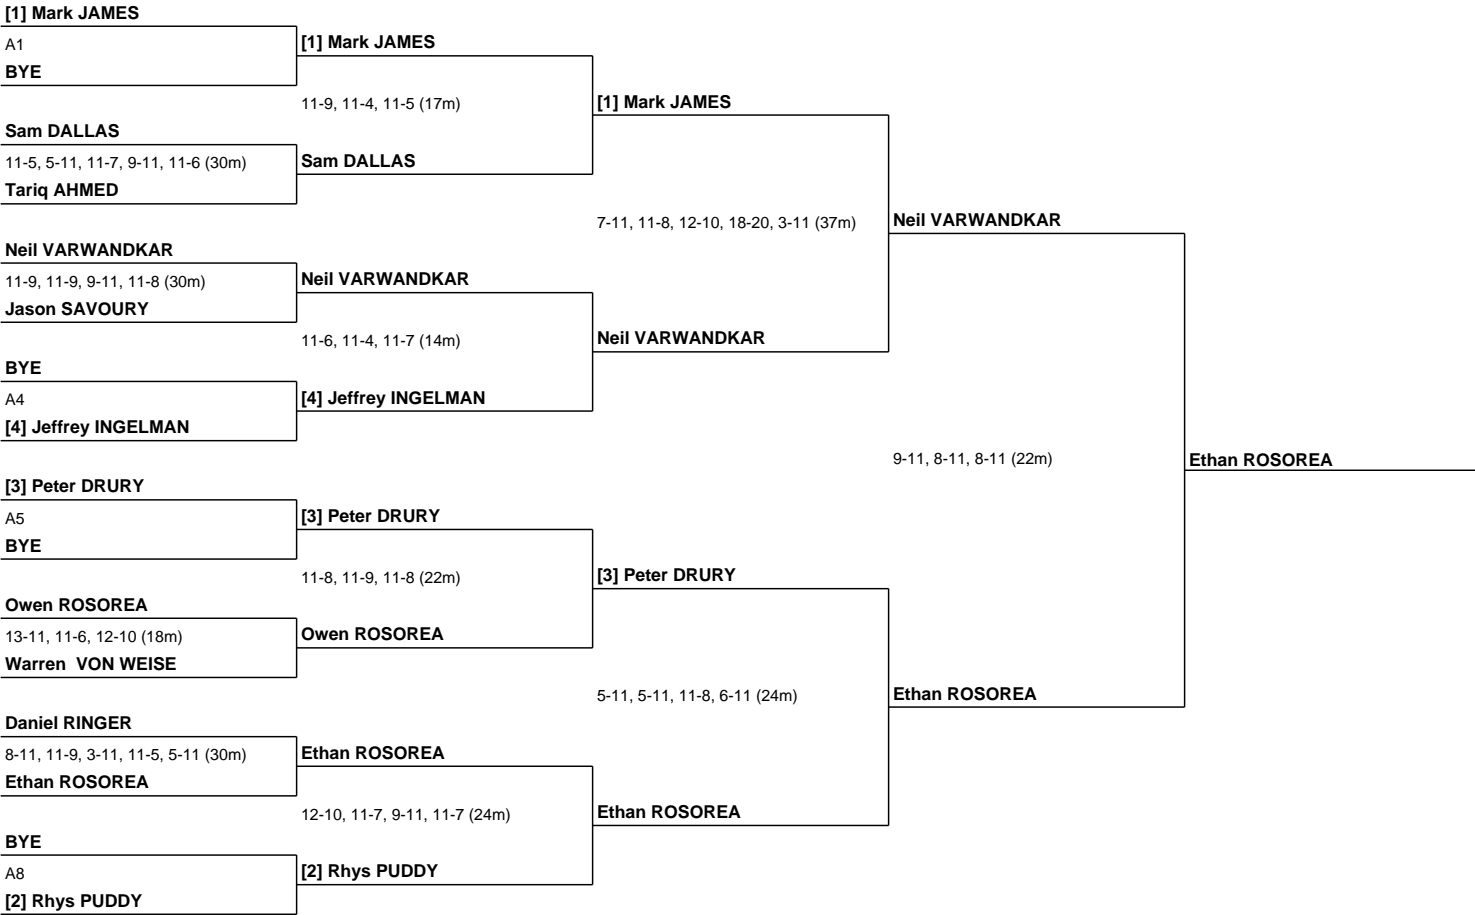 [1] Mark JAMES
A1
[1] Mark JAMES
BYE
11-9, 11-4, 11-5 (17m)
[1] Mark JAMES
Sam DALLAS
11-5, 5-11, 11-7, 9-11, 11-6 (30m)
Sam DALLAS
Tariq AHMED
7-11, 11-8, 12-10, 18-20, 3-11 (37m)
Neil VARWANDKAR
Neil VARWANDKAR
11-9, 11-9, 9-11, 11-8 (30m)
Neil VARWANDKAR
Jason SAVOURY
11-6, 11-4, 11-7 (14m)
Neil VARWANDKAR
BYE
A4
[4] Jeffrey INGELMAN
[4] Jeffrey INGELMAN
9-11, 8-11, 8-11 (22m)
Ethan ROSOREA
[3] Peter DRURY
A5
[3] Peter DRURY
BYE
11-8, 11-9, 11-8 (22m)
[3] Peter DRURY
Owen ROSOREA
13-11, 11-6, 12-10 (18m)
Owen ROSOREA
Warren  VON WEISE
5-11, 5-11, 11-8, 6-11 (24m)
Ethan ROSOREA
Daniel RINGER
8-11, 11-9, 3-11, 11-5, 5-11 (30m)
Ethan ROSOREA
Ethan ROSOREA
12-10, 11-7, 9-11, 11-7 (24m)
Ethan ROSOREA
BYE
A8
[2] Rhys PUDDY
[2] Rhys PUDDY